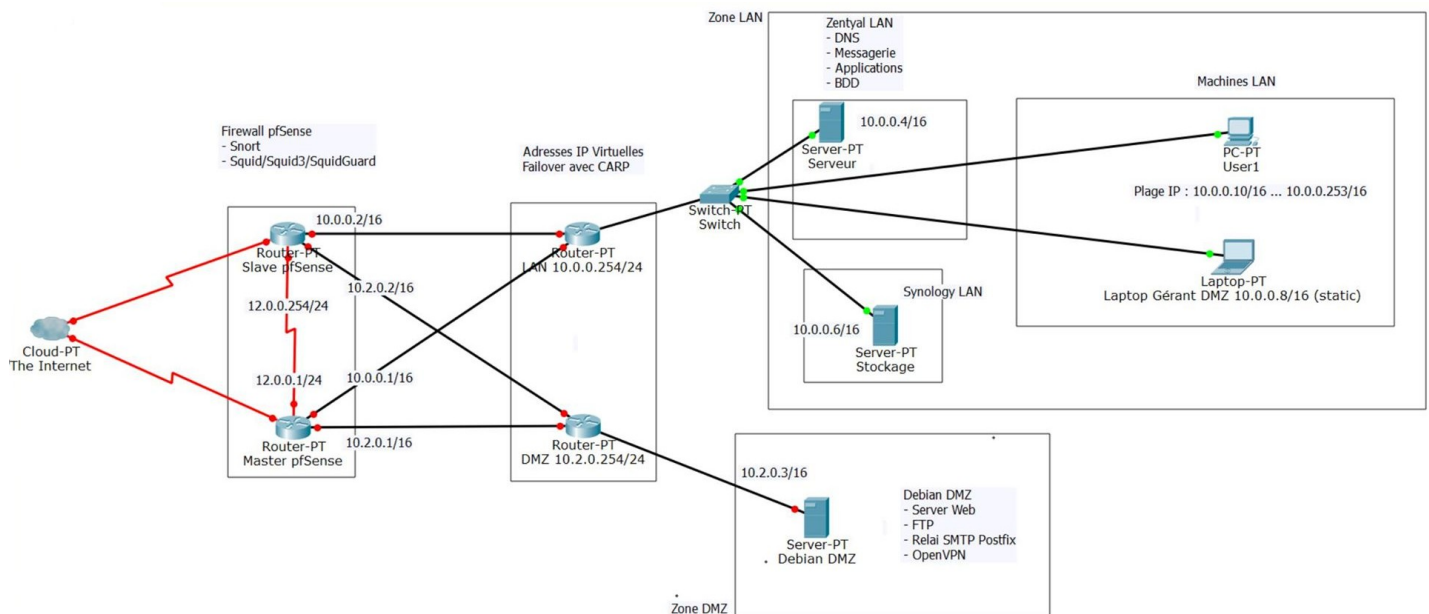 Zone LAN
Zentyal LAN
- DNS
- Messagerie
- Applications
- BDD
Machines LAN
10.0.0.4/16
Server-PT
Serveur
PC-PT
User1
Plage IP : 10.0.0.10/16 ... 10.0.0.253/16
Firewall pfSense
- Snort
- Squid/Squid3/SquidGuard
Adresses IP Virtuelles
Failover avec CARP
Switch-PT
Switch
10.0.0.2/16
Router-PT
Slave pfSense
Router-PT
LAN 10.0.0.254/24
Laptop-PT
Laptop Gérant DMZ 10.0.0.8/16 (static)
10.2.0.2/16
12.0.0.254/24
Synology LAN
10.0.0.6/16
Server-PT
Stockage
Cloud-PT
The Internet
12.0.0.1/24
10.0.0.1/16
10.2.0.1/16
Router-PT
Master pfSense
Router-PT
DMZ 10.2.0.254/24
10.2.0.3/16
Server-PT
Debian DMZ
Debian DMZ
- Server Web
- FTP
- Relai SMTP Postfix
- OpenVPN
Zone DMZ